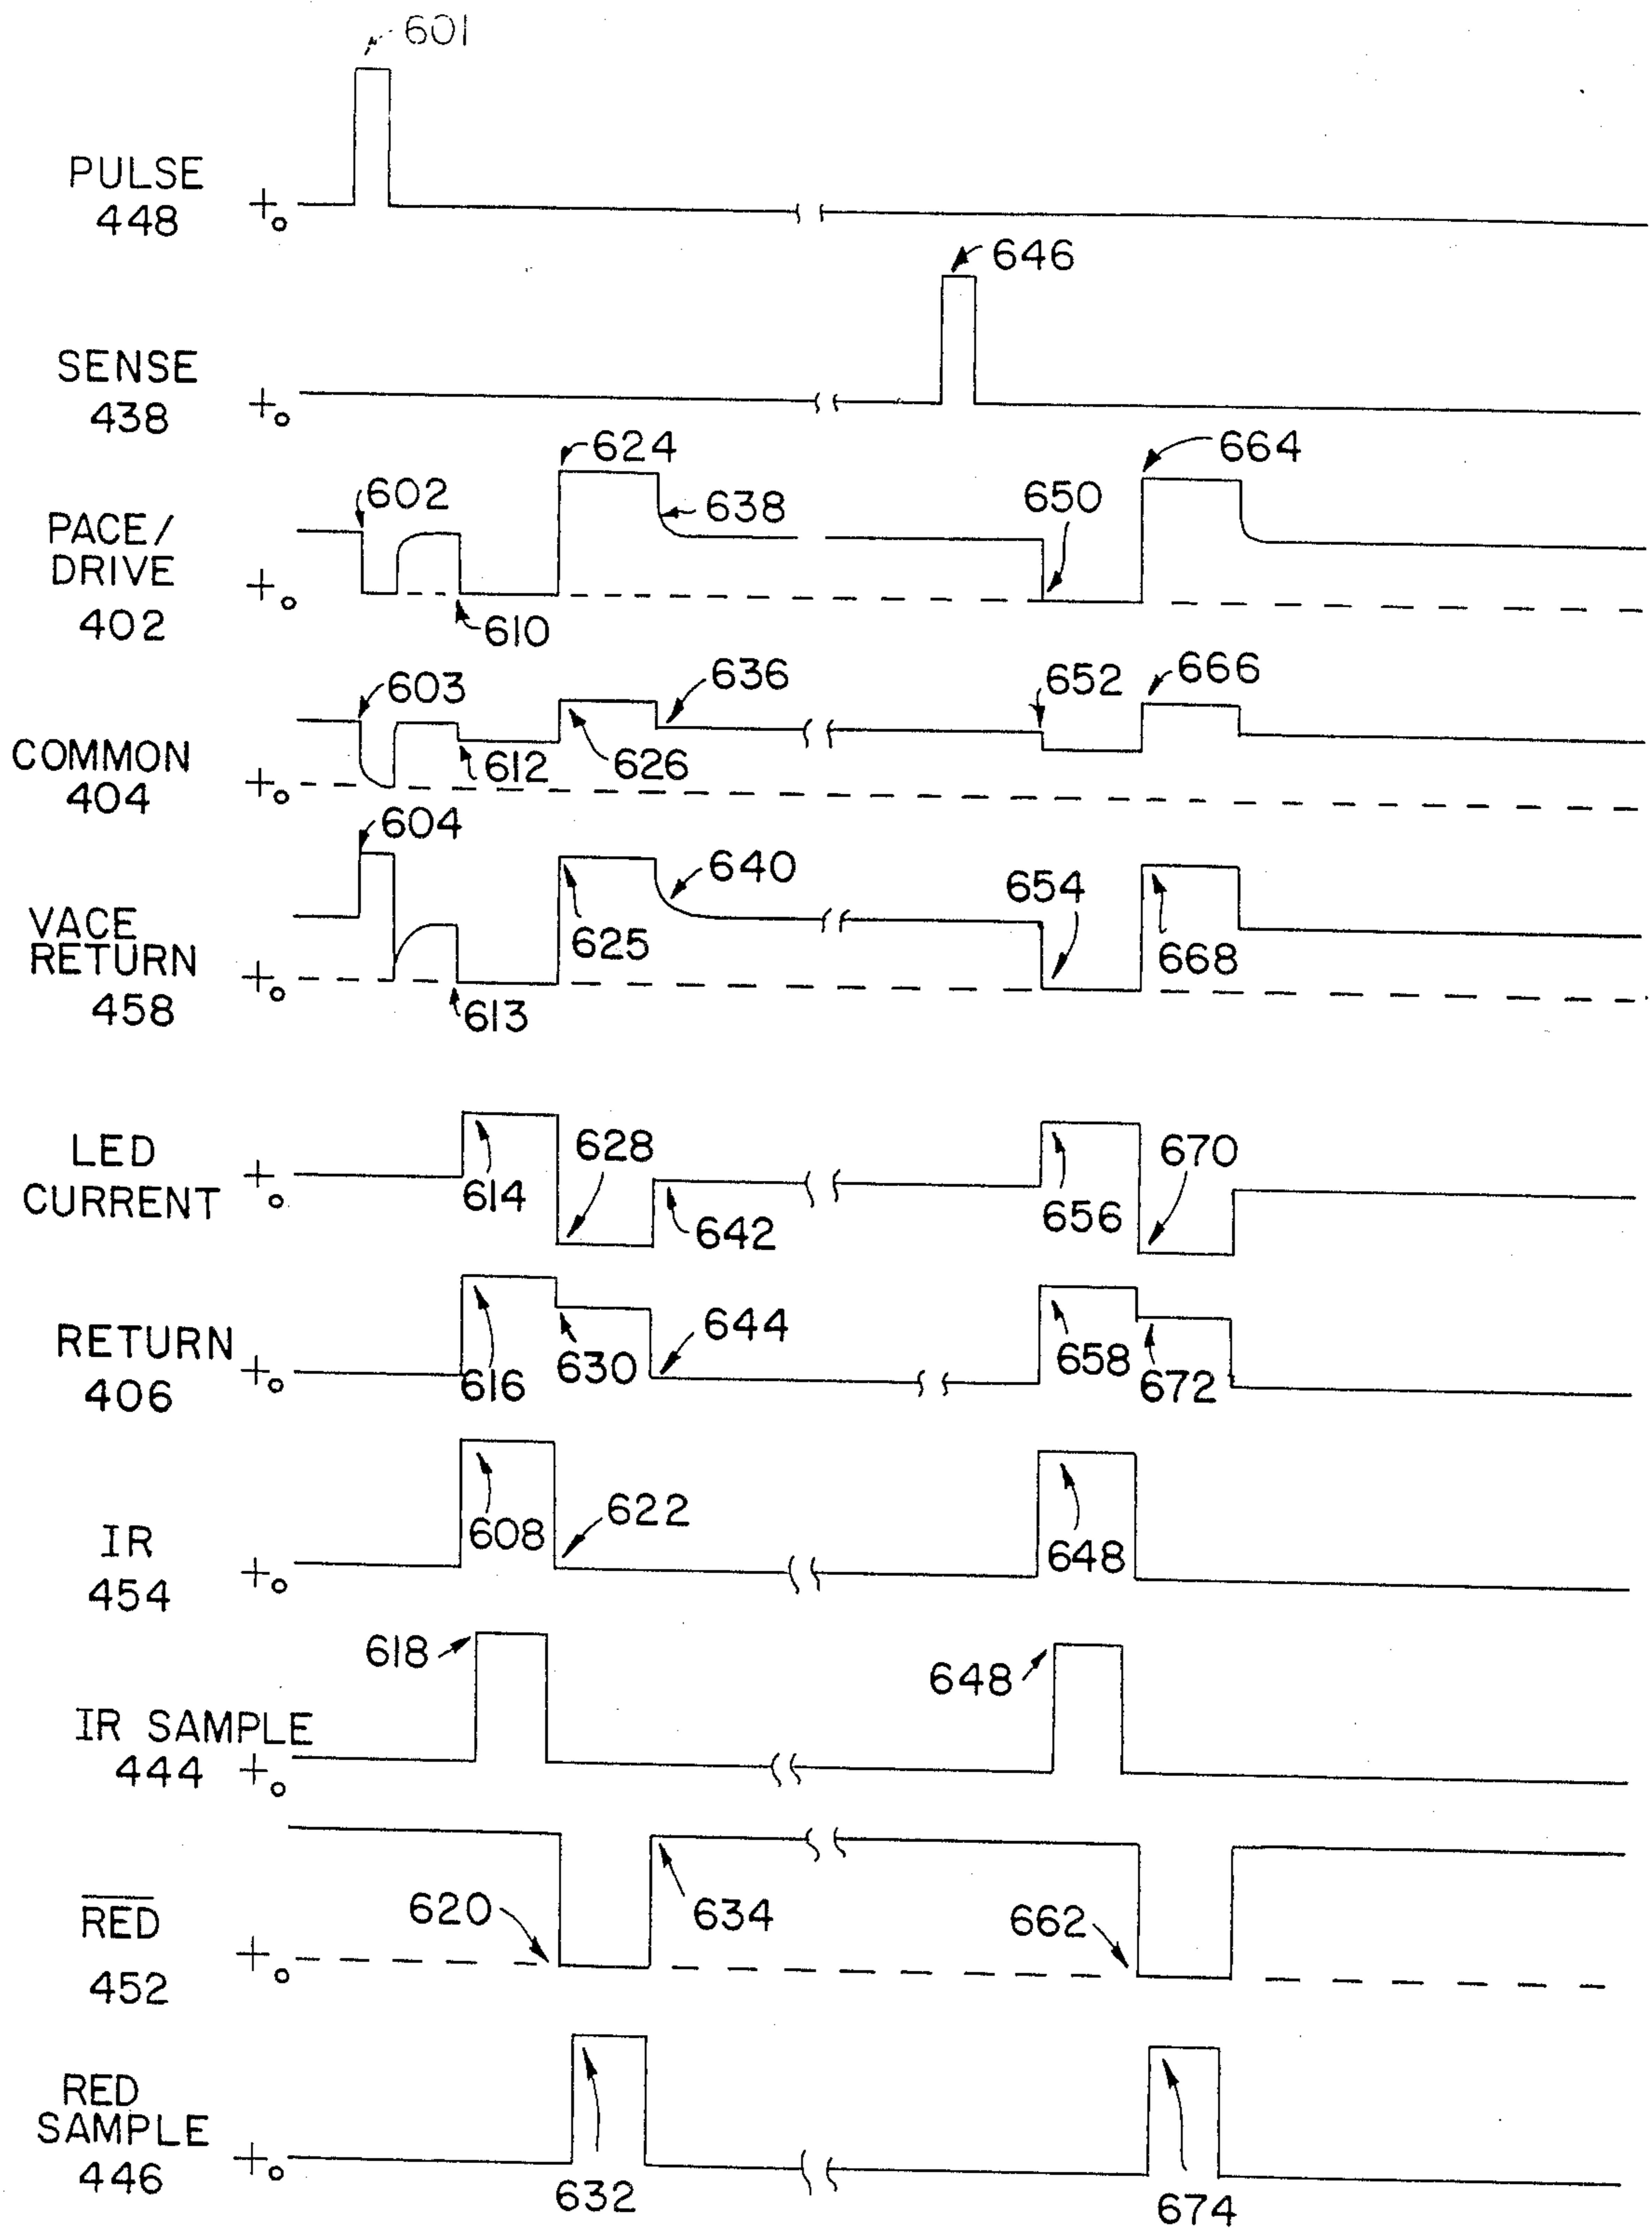 601
PULSE
448
+o
646
SENSE
438
+o
624
664
602
650
638
PACE/
DRIVE
402
+o
610
603
636
652
666
COMMON
404
+o
612
626
604
640
654
VACE
RETURN
458
+o
625
668
613
LED
CURRENT
+o
628
670
614
656
642
RETURN
406
+o
644
616
630
658
672
IR
454
+o
608
622
648
618
648
IR SAMPLE
444
+o
RED
452
+o
620
634
662
RED
SAMPLE
446
+o
632
674